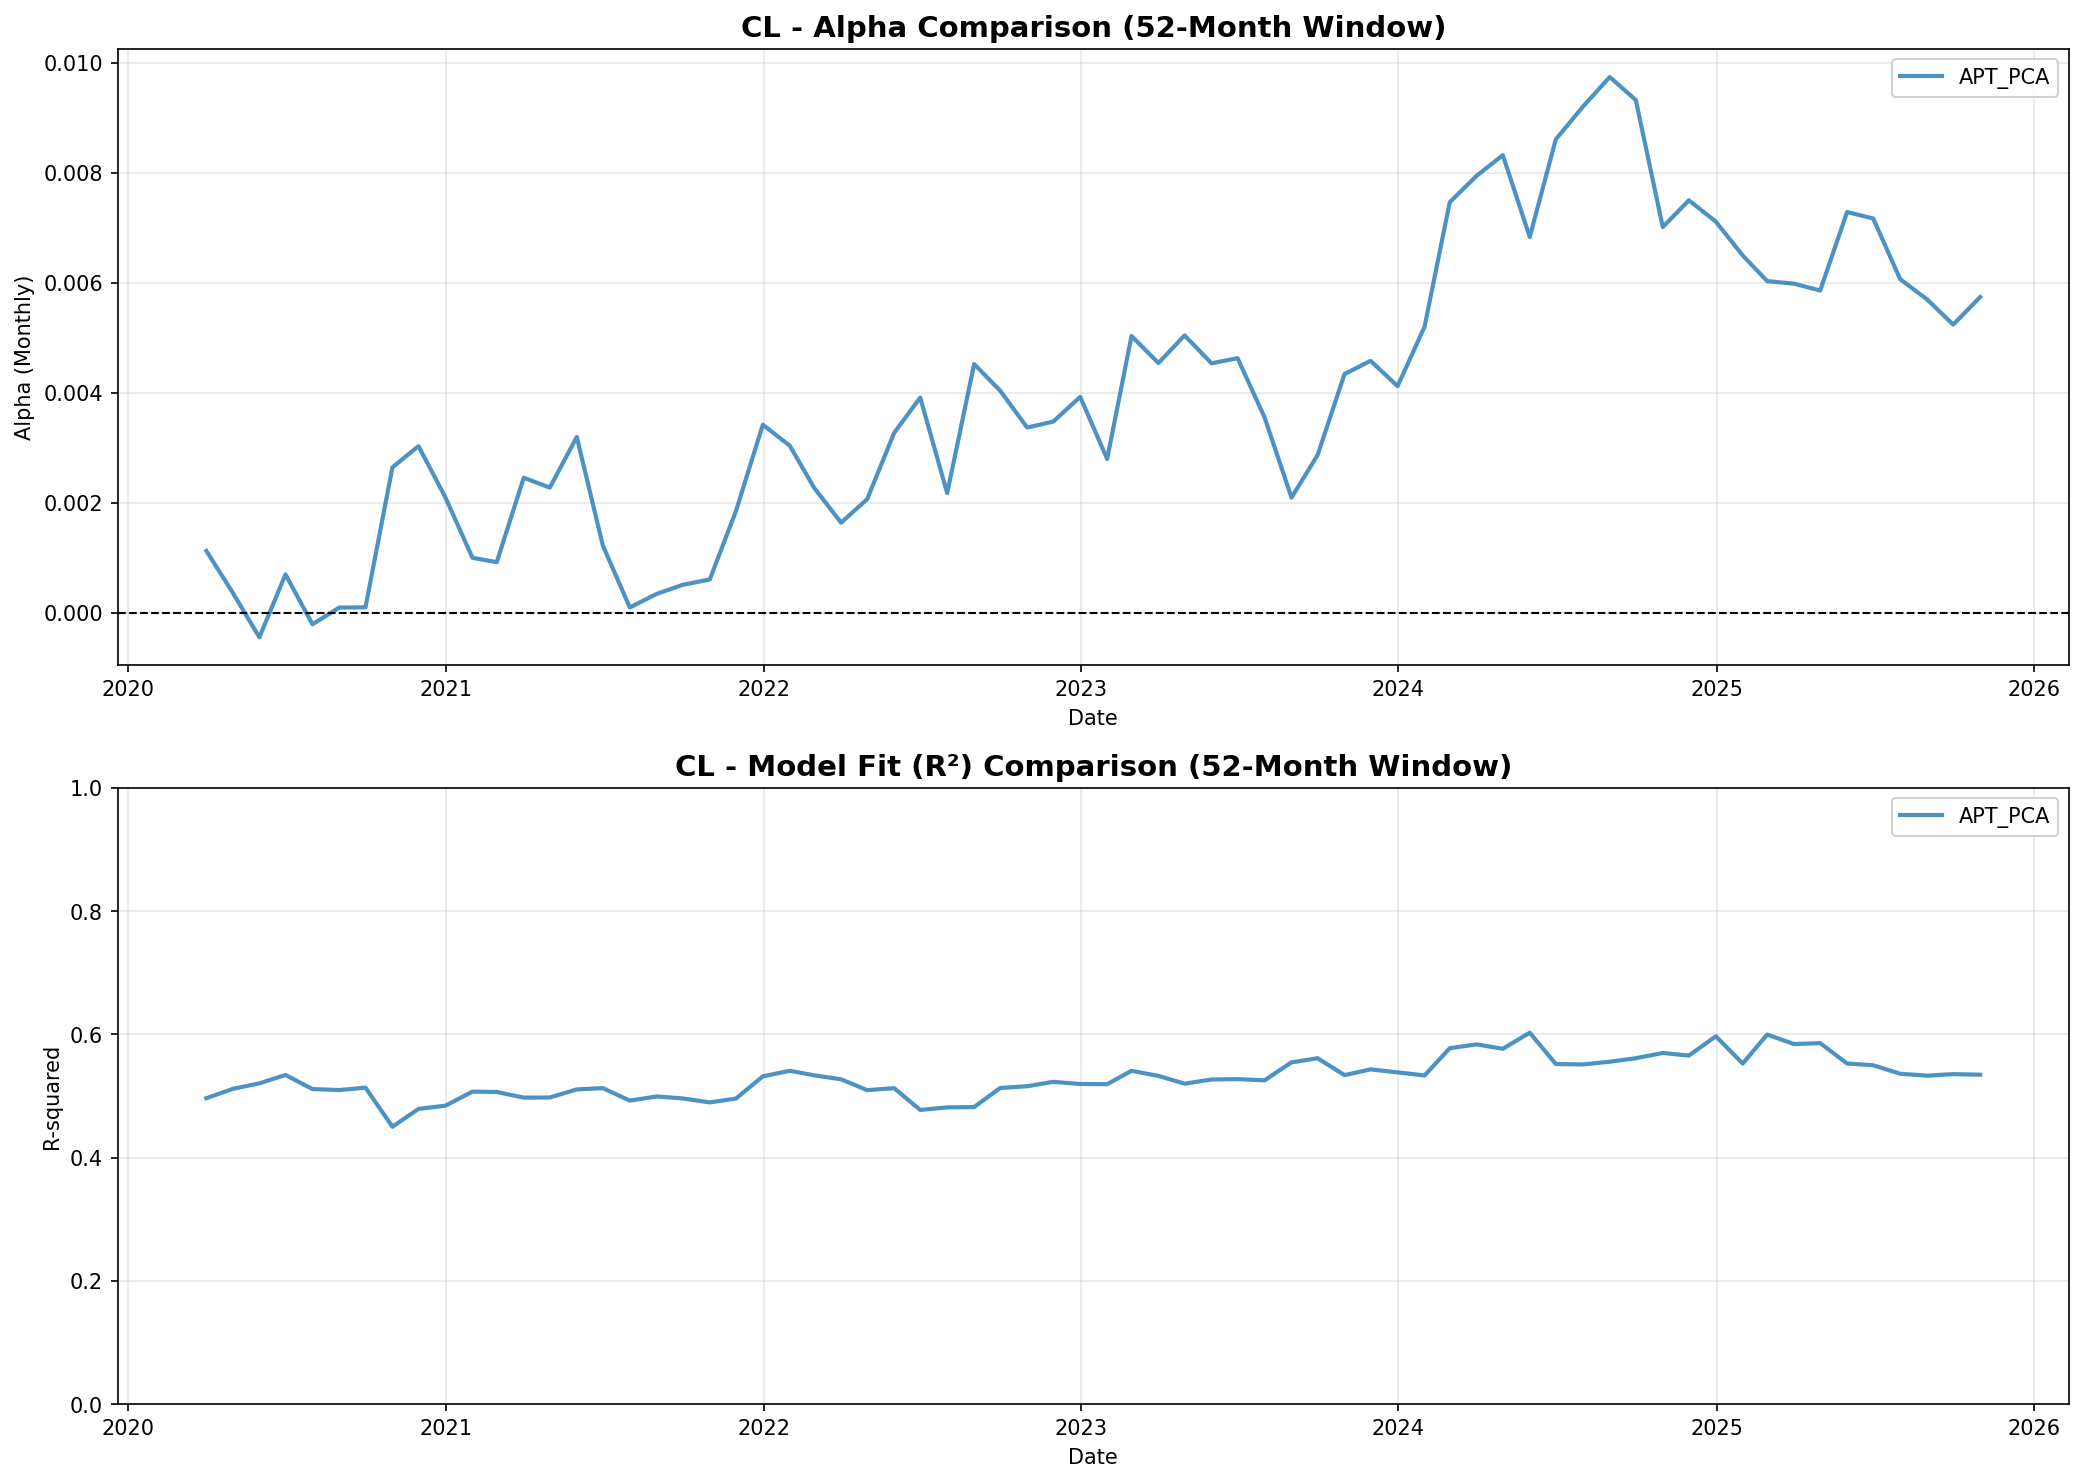 CL - Alpha Comparison (52-Month Window)
APT_PCA
Alpha (Monthly)
0.010
0.008
0.006
0.004
0.002
0.000
2020 2021 2022 2023 2024 2025 2026
Date
CL - Model Fit (R²) Comparison (52-Month Window)
APT_PCA
R-squared
1.0
0.8
0.6
0.4
0.2
0.0
2020 2021 2022 2023 2024 2025 2026
Date